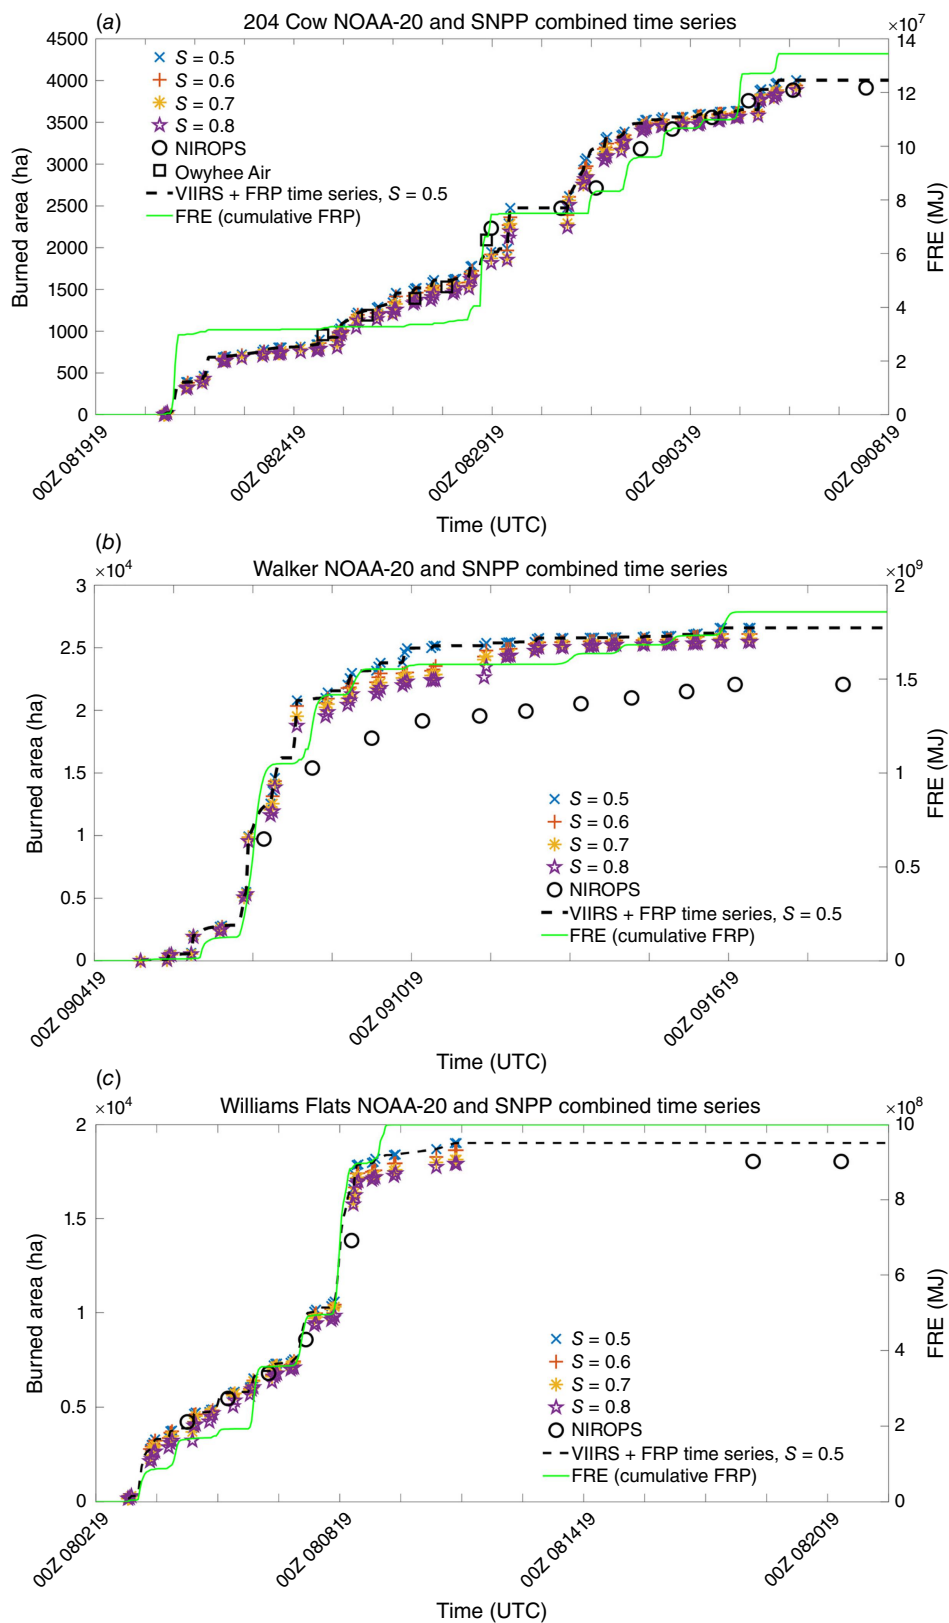 (a)
204 Cow NOAA-20 and SNPP combined time series
4500
4000
3500
3000
2500
2000
1500
1000
500
0
Burned area (ha)
S = 0.5
S = 0.6
S = 0.7
S = 0.8
NIROPS
Owyhee Air
VIIRS + FRP time series, S = 0.5
FRE (cumulative FRP)
×10⁷
14
12
10
8
6
4
2
0
FRE (MJ)
00Z 081919
00Z 082419
00Z 082919
00Z 090319
00Z 090819
Time (UTC)
(b)
Walker NOAA-20 and SNPP combined time series
×10⁴
3
2.5
2
1.5
1
0.5
0
Burned area (ha)
S = 0.5
S = 0.6
S = 0.7
S = 0.8
NIROPS
VIIRS + FRP time series, S = 0.5
FRE (cumulative FRP)
×10⁹
2
1.5
1
0.5
0
FRE (MJ)
00Z 090419
00Z 091019
00Z 091619
Time (UTC)
(c)
Williams Flats NOAA-20 and SNPP combined time series
×10⁴
2
1.5
1
0.5
0
Burned area (ha)
S = 0.5
S = 0.6
S = 0.7
S = 0.8
NIROPS
VIIRS + FRP time series, S = 0.5
FRE (cumulative FRP)
×10⁸
10
8
6
4
2
0
FRE (MJ)
00Z 080219
00Z 080819
00Z 081419
00Z 082019
Time (UTC)